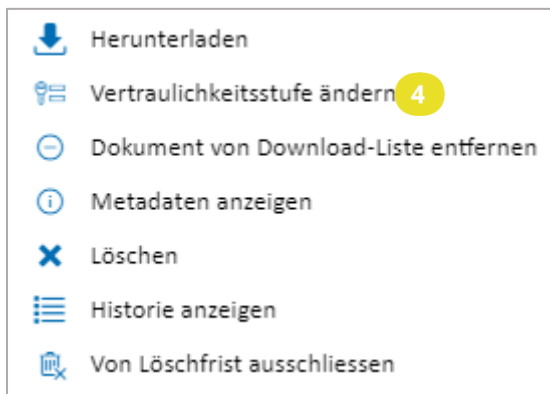 Herunterladen
Vertraulichkeitsstufe ändern 4
Dokument von Download-Liste entfernen
Metadaten anzeigen
Löschen
Historie anzeigen
Von Löschfrist ausschliessen